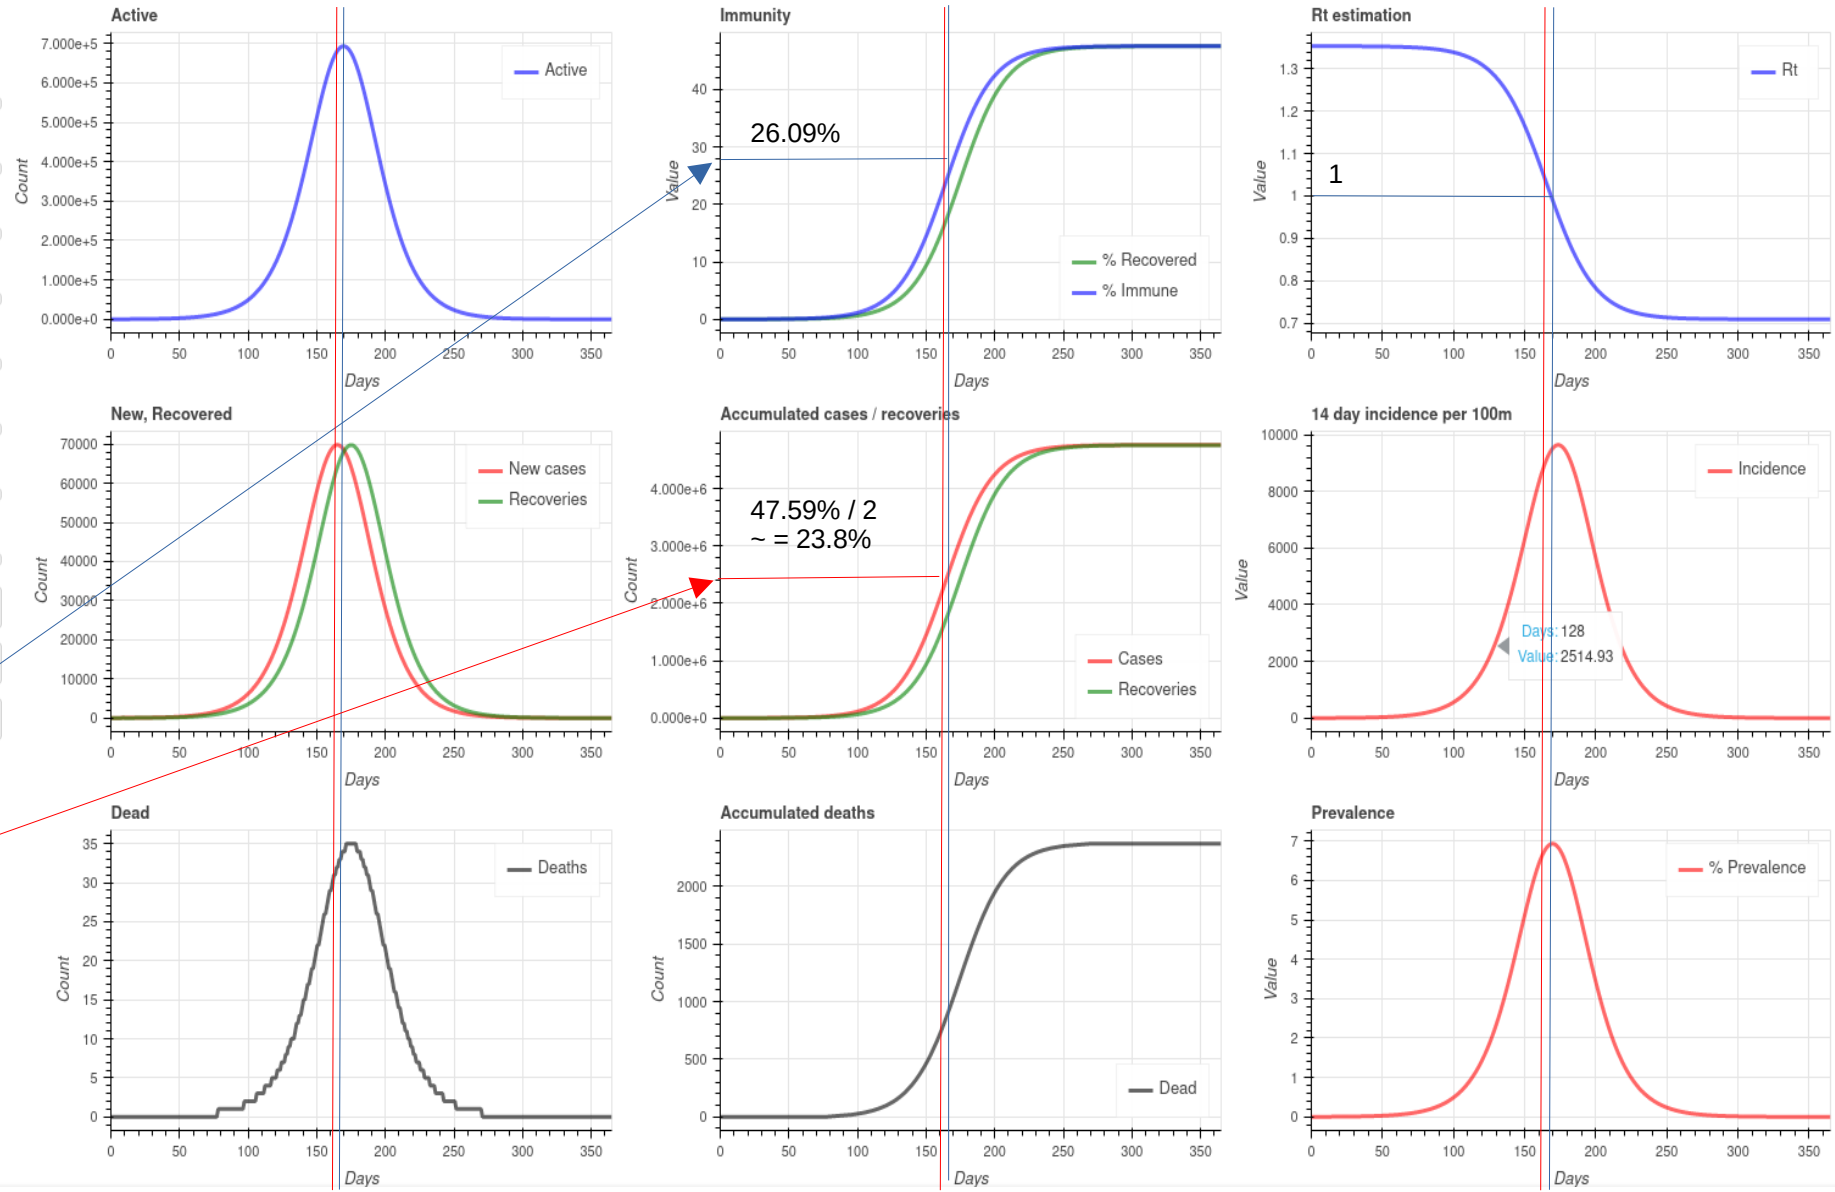 Active
7.000e+5
6.000e+5
5.000e+5
4.000e+5
3.000e+5
2.000e+5
1.000e+5
0.000e+0
Count
Active
0 50 100 150 200 250 300 350
Days
Immunity
40
30
20
10
0
Value
26.09%
% Recovered
% Immune
0 50 100 150 200 250 300 350
Days
Rt estimation
1.3
1.2
1.1
1
0.9
0.8
0.7
Value
Rt
1
0 50 100 150 200 250 300 350
Days
New, Recovered
70000
60000
50000
40000
30000
20000
10000
0
Count
New cases
Recoveries
0 50 100 150 200 250 300 350
Days
Accumulated cases / recoveries
4.000e+6
3.000e+6
2.000e+6
1.000e+6
0.000e+0
Count
47.59% / 2
~ = 23.8%
Cases
Recoveries
0 50 100 150 200 250 300 350
Days
14 day incidence per 100m
10000
8000
6000
4000
2000
0
Value
Incidence
Days: 128
Value: 2514.93
0 50 100 150 200 250 300 350
Days
Dead
35
30
25
20
15
10
5
0
Count
Deaths
0 50 100 150 200 250 300 350
Days
Accumulated deaths
2000
1500
1000
500
0
Count
Dead
0 50 100 150 200 250 300 350
Days
Prevalence
7
6
5
4
3
2
1
0
Value
% Prevalence
0 50 100 150 200 250 300 350
Days